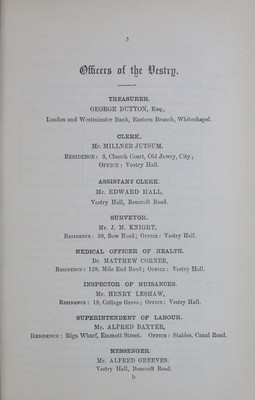 3
Officers of the Vestry.
TREASURER.
GEORGE DUTTON, Esq.,
London and Westminster Bank, Eastern Branch, Whitechapel.
CLERK.
Mr. MILLNER JUTSUM.
Residence: 3, Church Court, Old Jewry, City;
Office: Vestry Hall.
ASSISTANT CLERK.
Mr. EDWARD HALL,
Vestry Hall, Bancroft Road.
SURVEYOR.
Mr. J. M. KNIGHT,
Residence: 50, Bow Road; Office: Vestry Hall.
MEDICAL OFFICER OF HEALTH.
Dr. MATTHEW CORNER,
Residence: 128, Mile End Road; Office: Vestry Hall.
INSPECTOR OF NUISANCES.
Mr. HENRY LESHAW,
Residence: 19, Cottage Grove; Office: Vestry Hall.
SUPERINTENDENT OF LABOUR.
Mr. ALFRED BAXTER,
Residence: Riga Wharf, Emmott Street. Office: Stables, Canal Road.
MESSENGER.
Mr. ALFRED GREEVES.
Vestry Hall, Bancroft Road.
b